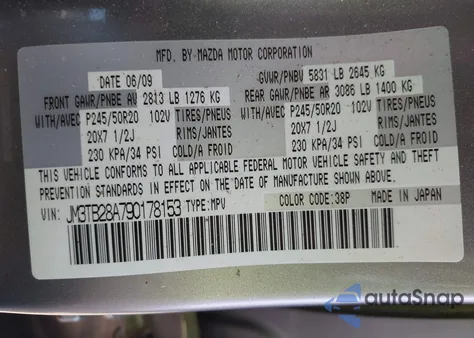 MFD. BY MAZDA MOTOR CORPORATION
DATE 06/09 GVWR/PNBV 5831 LB 2645 KG
FRONT GAWR/PNBE AV 2813 LB 1276 KG REAR GAWR/PNBE AR 3086 LB 1400 KG
WITH/AVEC P245/50R20 102V TIRES/PNEUS WITH/AVEC P245/50R20 102V TIRES/PNEUS
20X7 1/2J RIMS/JANTES 20X7 1/2J RIMS/JANTES
230 KPA/34 PSI COLD/A FROID 230 KPA/34 PSI COLD/A FROID
THIS VEHICLE CONFORMS TO ALL APPLICABLE FEDERAL MOTOR VEHICLE SAFETY AND THEFT
PREVENTION STANDARDS IN EFFECT ON THE DATE OF MANUFACTURE SHOWN ABOVE.
VIN: JM3TB28A790178153 TYPE:MPV COLOR CODE:38P MADE IN JAPAN
autoSnap